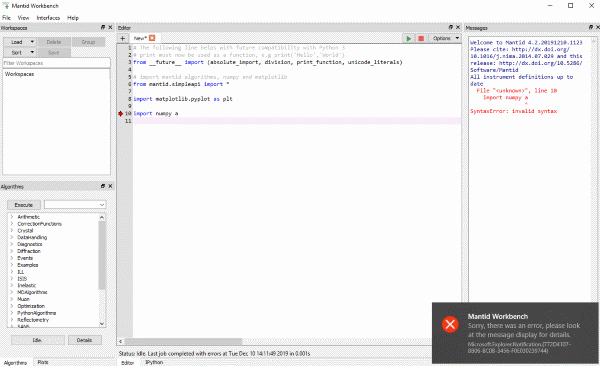 Mantid Workbench
File View Interfaces Help
Workspaces
Load Delete Group
Sort Save
Filter Workspaces
Workspaces
Algorithms
Execute
Arithmetic
CorrectionFunctions
Crystal
DataHandling
Diagnostics
Diffraction
Events
Examples
ILL
ISIS
Inelastic
MDAlgorithms
Muon
Optimization
PythonAlgorithms
Reflectometry
SANS
Idle. Details
Algorithms Plots
Editor
New* Options
1 # The following line helps with future compatibility with Python 3
2 # print must now be used as a function, e.g print('Hello','World')
3 from __future__ import (absolute_import, division, print_function, unicode_literals)
4
5 # import mantid algorithms, numpy and matplotlib
6 from mantid.simpleapi import *
7
8 import matplotlib.pyplot as plt
9
10 import numpy a
11
Status: Idle. Last job completed with errors at Tue Dec 10 14:11:49 2019 in 0.001s
Editor IPython
Messages
Welcome to Mantid 4.2.20191210.1123
Please cite: http://dx.doi.org/
10.1016/j.nima.2014.07.029 and this
release: http://dx.doi.org/10.5286/
Software/Mantid
All instrument definitions up to
date
File "<unknown>", line 10
import numpy a
^
SyntaxError: invalid syntax
Mantid Workbench
Sorry, there was an error, please look
at the message display for details.